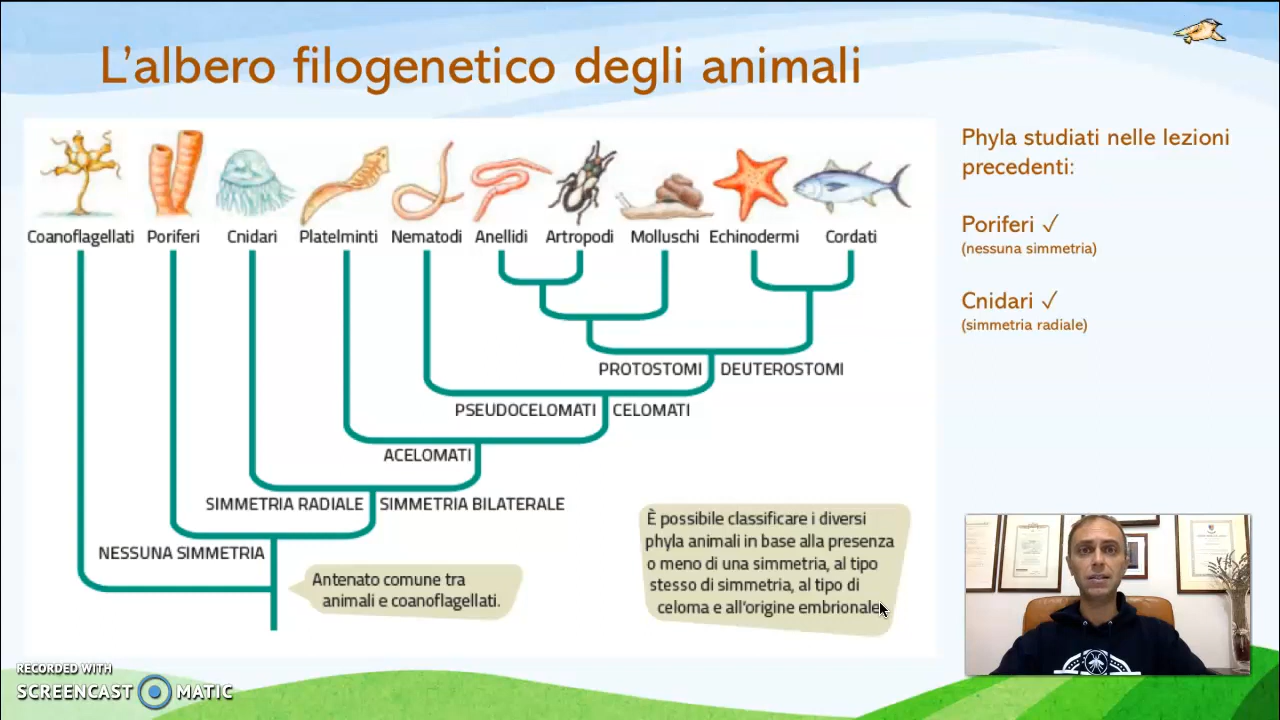 L'albero filogenetico degli animali
Coanoflagellati Poriferi Cnidari Platelminti Nematodi Anellidi Artropodi Molluschi Echinodermi Cordati
PROTOSTOMI DEUTEROSTOMI
PSEUDOCELOMATI CELOMATI
ACELOMATI
SIMMETRIA RADIALE SIMMETRIA BILATERALE
NESSUNA SIMMETRIA
Antenato comune tra
animali e coanoflagellati.
È possibile classificare i diversi
phyla animali in base alla presenza
o meno di una simmetria, al tipo
stesso di simmetria, al tipo di
celoma e all'origine embrionale
Phyla studiati nelle lezioni
precedenti:
Poriferi ✓
(nessuna simmetria)
Cnidari ✓
(simmetria radiale)
RECORDED WITH
SCREENCAST MATIC